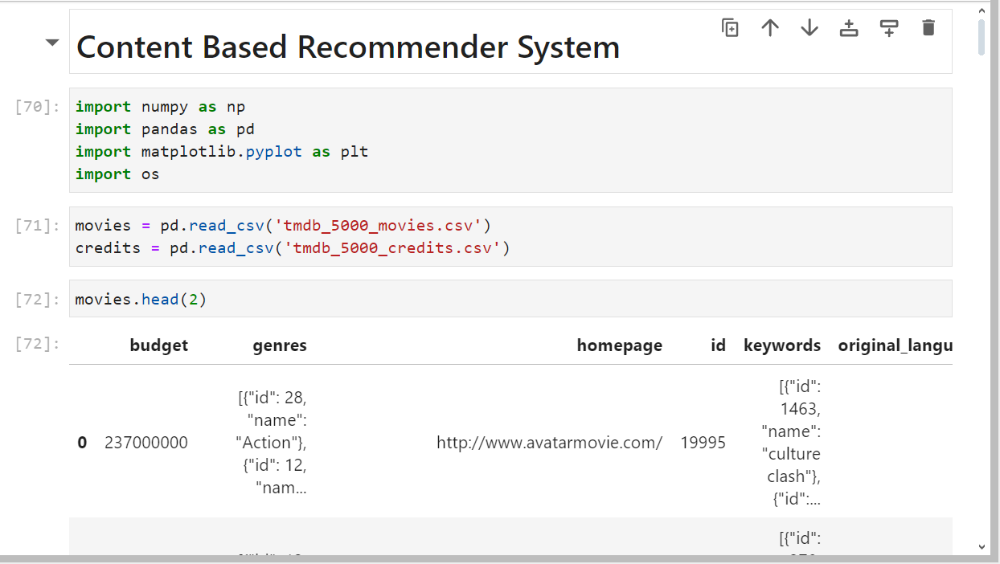 Content Based Recommender System
[70]:
import numpy as np
import pandas as pd
import matplotlib.pyplot as plt
import os
[71]:
movies = pd.read_csv('tmdb_5000_movies.csv')
credits = pd.read_csv('tmdb_5000_credits.csv')
[72]:
movies.head(2)
[72]:
budget genres homepage id keywords original_langu
0 237000000
[{"id": 28,
"name":
"Action"},
{"id": 12,
"nam...
http://www.avatarmovie.com/ 19995
[{"id":
1463,
"name":
"culture
clash"},
{"id":...
[{"id":